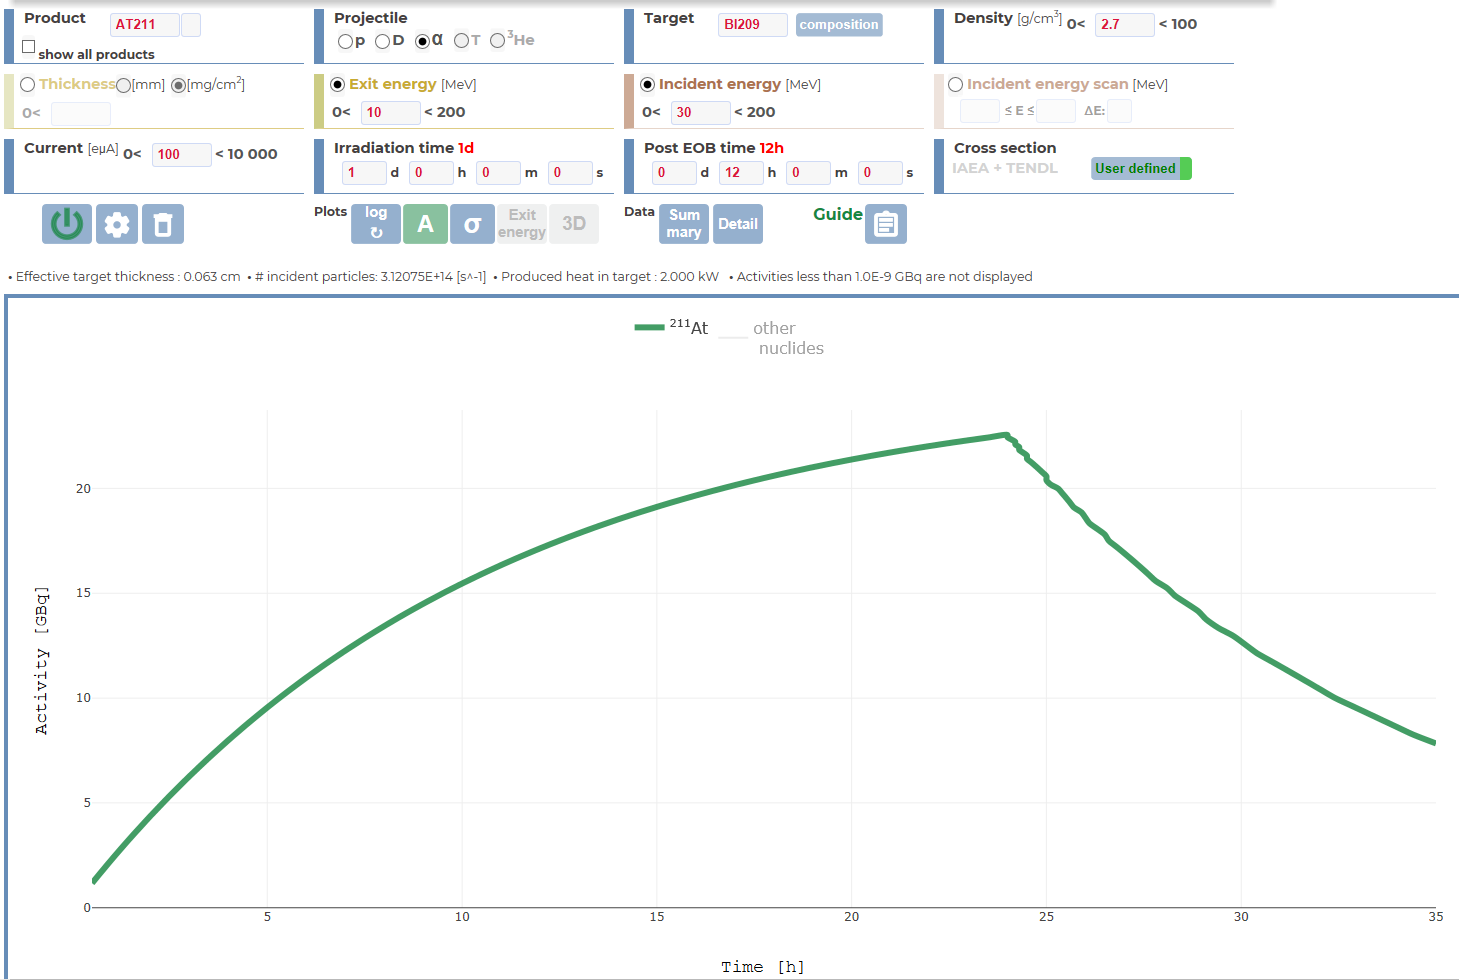 Product AT211
show all products
Projectile
p D α T ³He
Target BI209 composition
Density [g/cm³] 0< 2.7 < 100
Thickness [mm] [mg/cm²]
0<
Exit energy [MeV]
0< 10 < 200
Incident energy [MeV]
0< 30 < 200
Incident energy scan [MeV]
≤ E ≤ ΔE:
Current [eμA] 0< 100 < 10 000
Irradiation time 1d
1 d 0 h 0 m 0 s
Post EOB time 12h
0 d 12 h 0 m 0 s
Cross section
IAEA + TENDL User defined
Plots log ↻ A σ Exit energy 3D
Data Sum mary Detail
Guide
• Effective target thickness : 0.063 cm • # incident particles: 3.12075E+14 [s^-1] • Produced heat in target : 2.000 kW • Activities less than 1.0E-9 GBq are not displayed
²¹¹At other
nuclides
20
15
10
5
0
Activity [GBq]
5 10 15 20 25 30 35
Time [h]